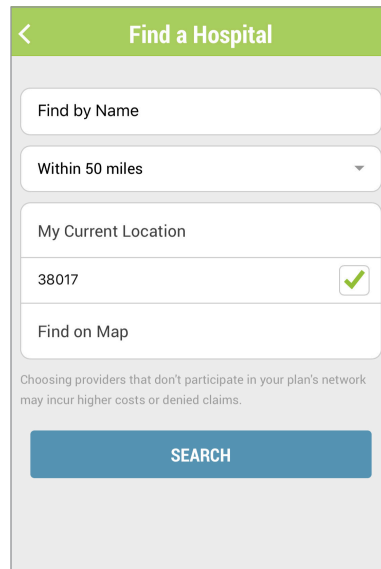 Find a Hospital
Find by Name
Within 50 miles
My Current Location
38017
Find on Map
Choosing providers that don't participate in your plan's network
may incur higher costs or denied claims.
SEARCH